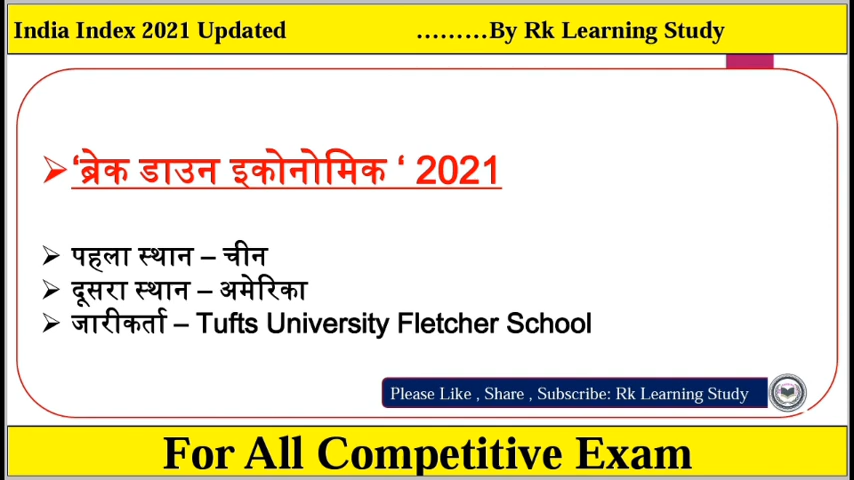 India Index 2021 Updated ………By Rk Learning Study
‘ब्रेक डाउन इकोनोमिक ‘ 2021
पहला स्थान – चीन
दूसरा स्थान – अमेरिका
जारीकर्ता – Tufts University Fletcher School
Please Like , Share , Subscribe: Rk Learning Study
For All Competitive Exam